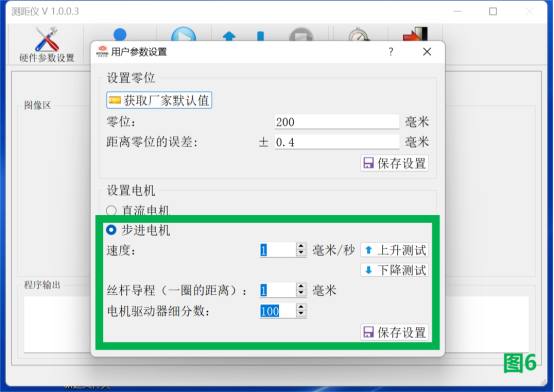 测距仪 V 1.0.3
硬件参数设置
用户参数设置
设置零位
获取厂家默认值
零位: 200 毫米
距离零位的误差: ± 0.4 毫米
保存设置
设置电机
直流电机
步进电机
速度: 1 毫米/秒 上升测试
下降测试
丝杆导程（一圈的距离）: 1 毫米
电机驱动器细分数: 100
保存设置
图像区
程序输出
图6